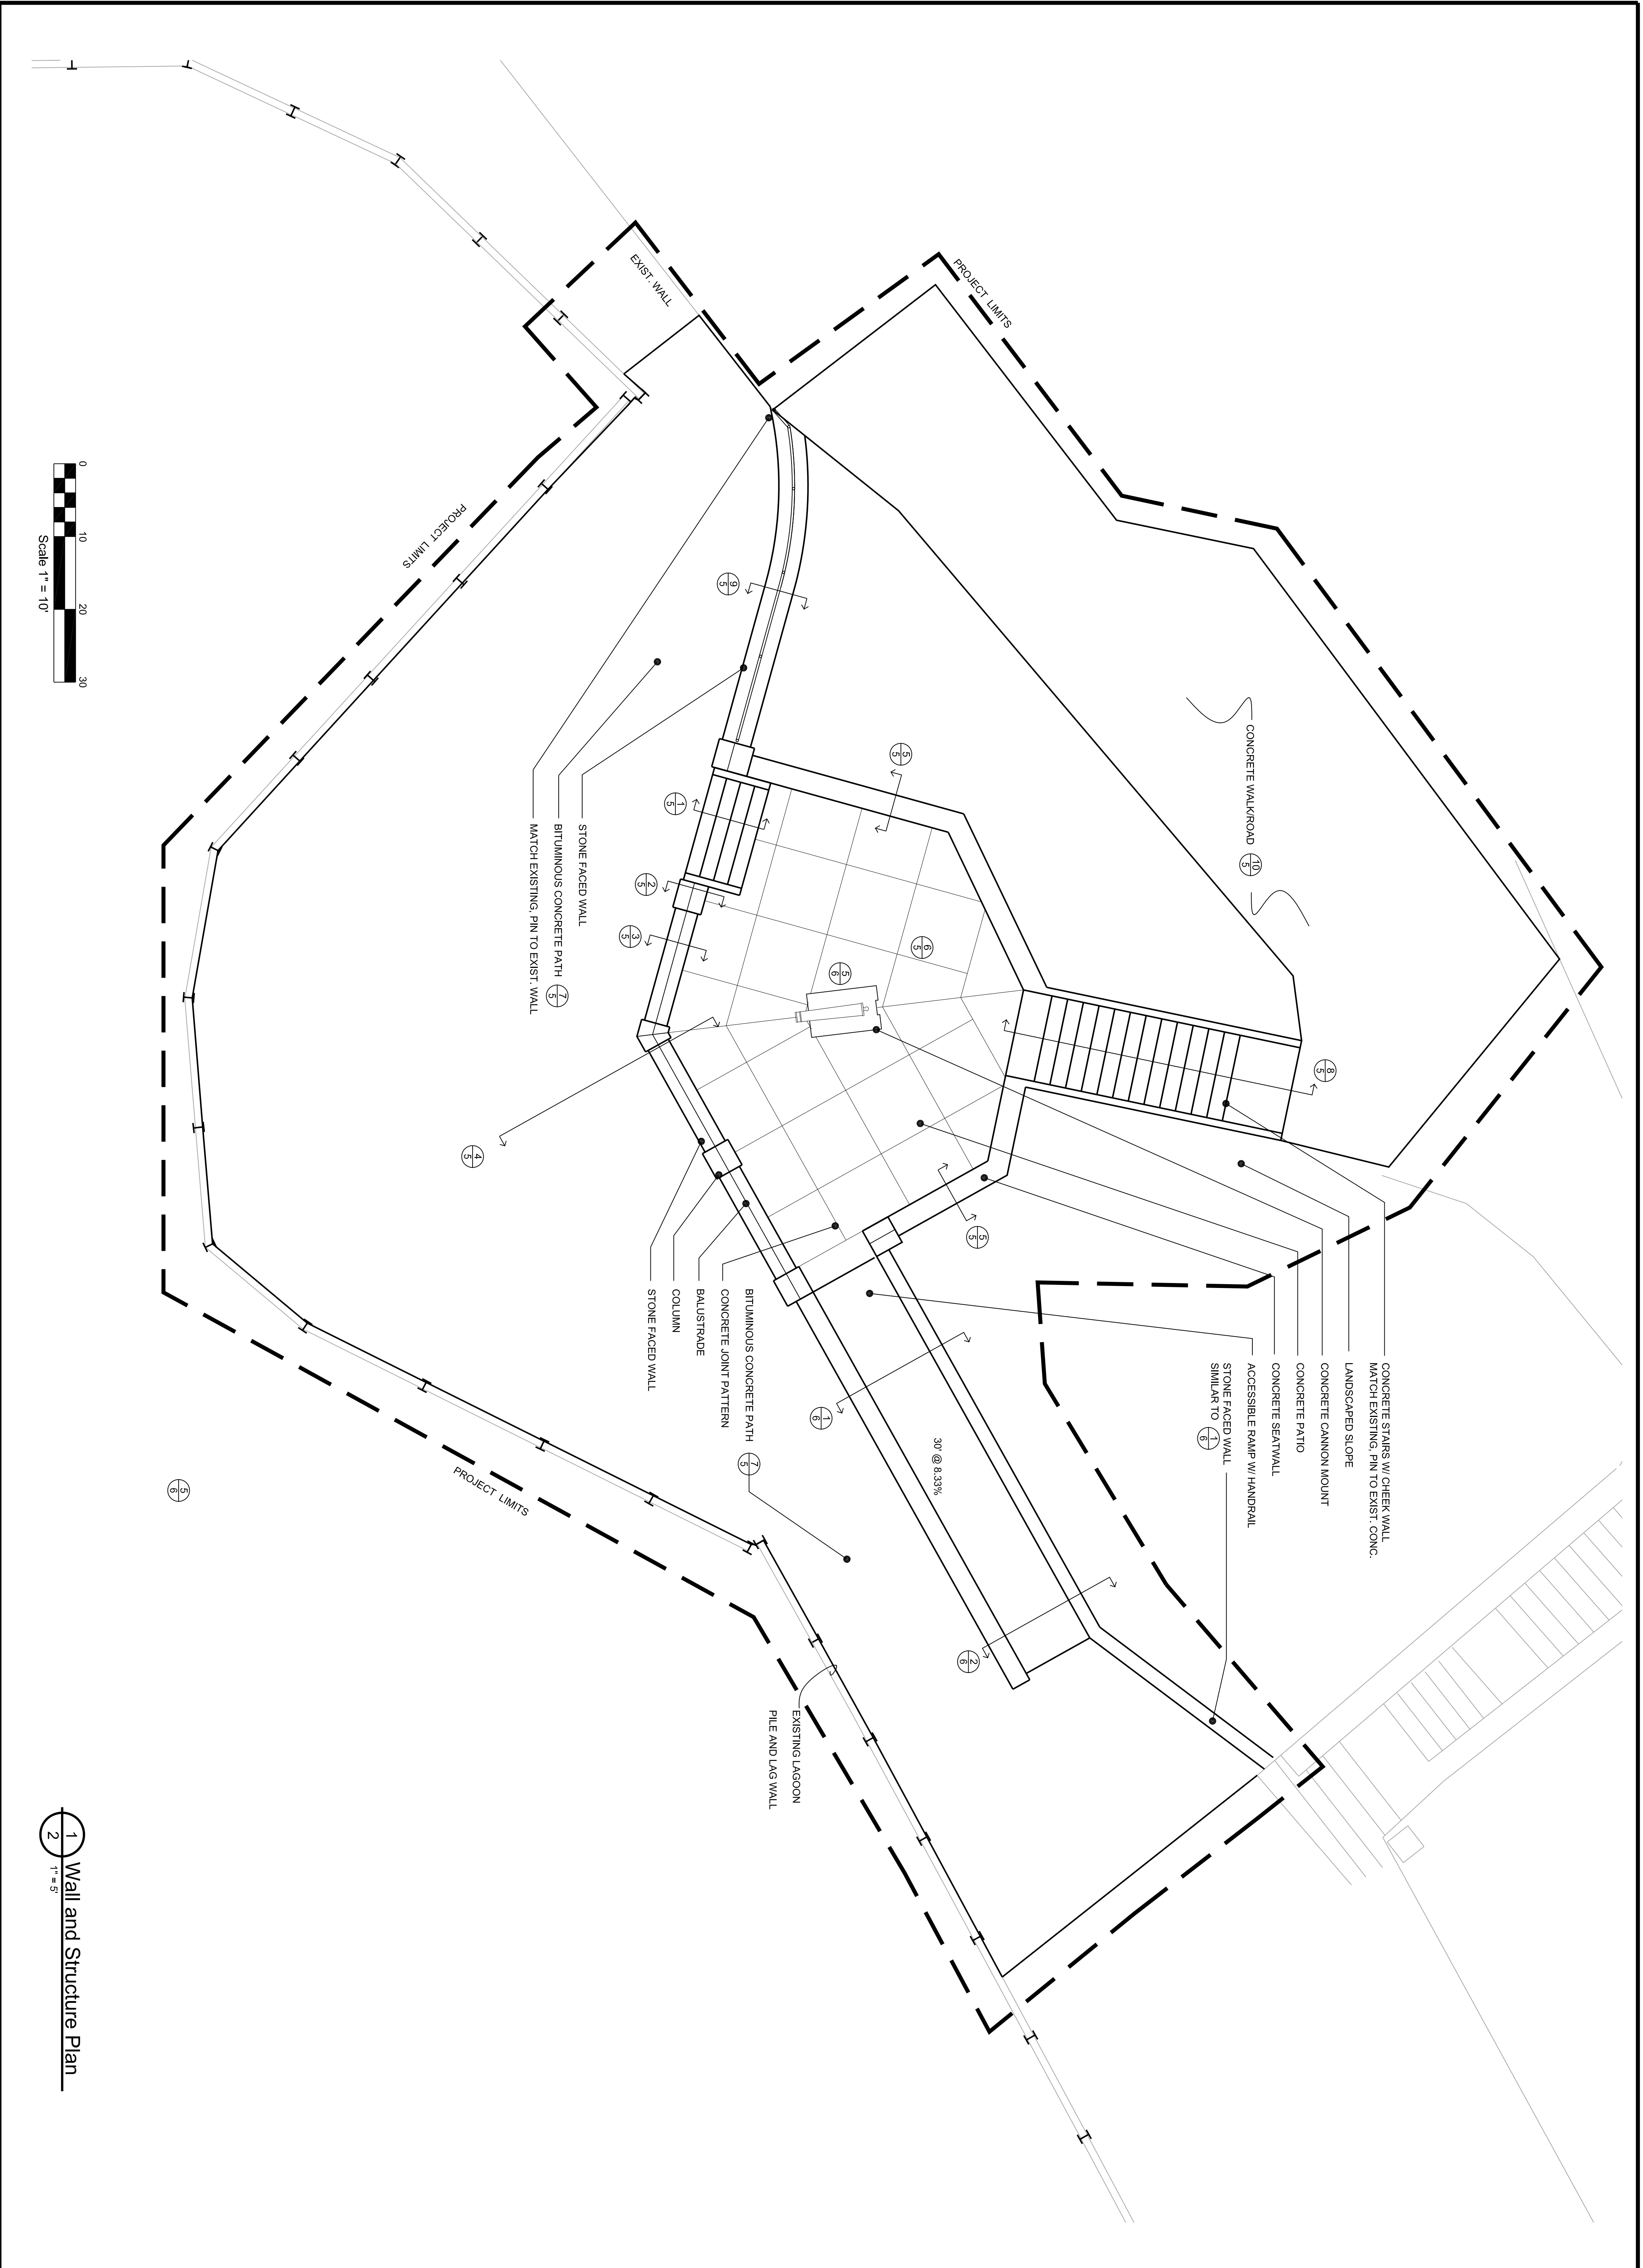 PROJECT LIMITS
EXIST. WALL
CONCRETE WALK/ROAD
10
5
CONCRETE STAIRS W/ CHEEK WALL
MATCH EXISTING, PIN TO EXIST. CONC.
LANDSCAPED SLOPE
CONCRETE CANNON MOUNT
CONCRETE PATIO
CONCRETE SEATWALL
ACCESSIBLE RAMP W/ HANDRAIL
STONE FACED WALL
SIMILAR TO
1
6
8
5
5
5
6
5
5
6
5
5
9
5
1
5
2
5
3
5
4
5
30' @ 8.33%
1
6
2
6
STONE FACED WALL
BITUMINOUS CONCRETE PATH
7
5
MATCH EXISTING, PIN TO EXIST. WALL
BITUMINOUS CONCRETE PATH
7
5
CONCRETE JOINT PATTERN
BALUSTRADE
COLUMN
STONE FACED WALL
EXISTING LAGOON
PILE AND LAG WALL
PROJECT LIMITS
PROJECT LIMITS
5
6
0 10 20 30
Scale 1" = 10'
1
2
Wall and Structure Plan
1" = 5'